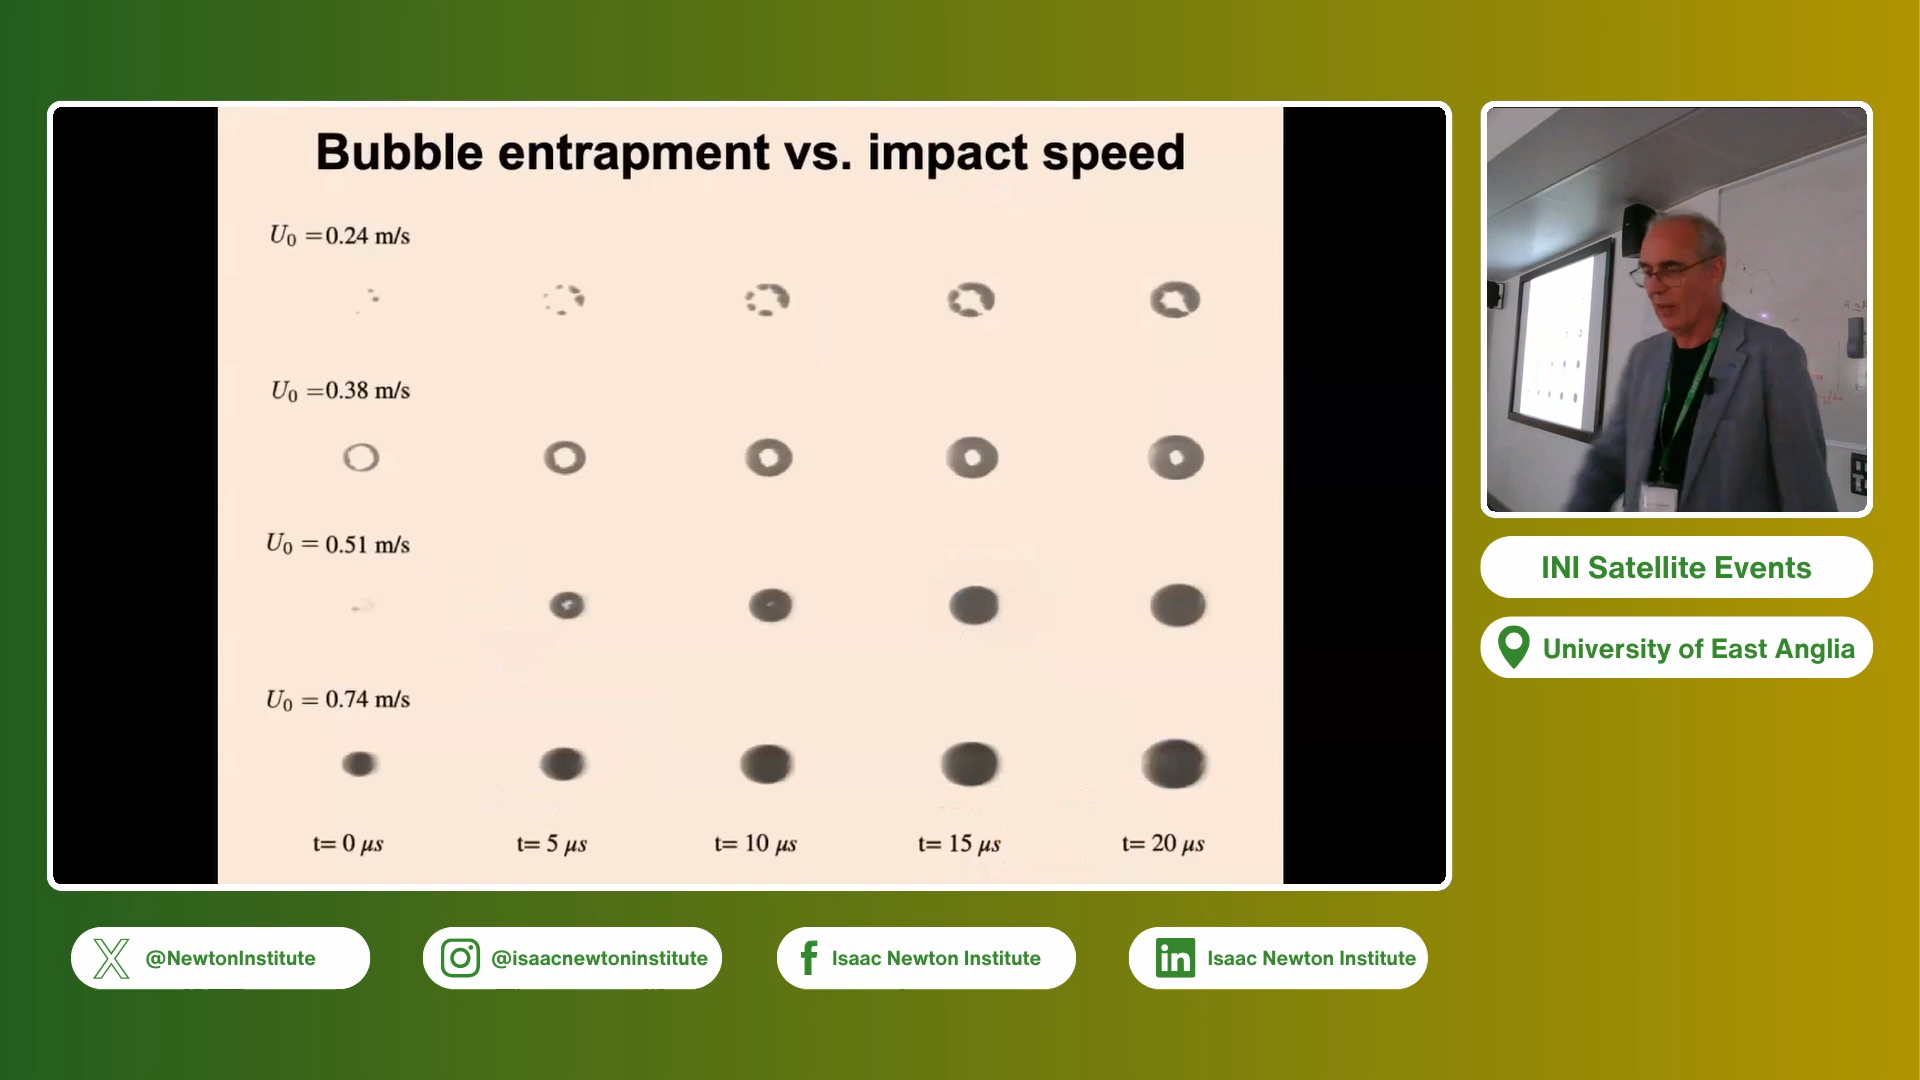 Bubble entrapment vs. impact speed
U₀ =0.24 m/s
U₀ =0.38 m/s
U₀ = 0.51 m/s
U₀ = 0.74 m/s
t= 0 μs
t= 5 μs
t= 10 μs
t= 15 μs
t= 20 μs
INI Satellite Events
University of East Anglia
@NewtonInstitute
@isaacnewtoninstitute
Isaac Newton Institute
Isaac Newton Institute